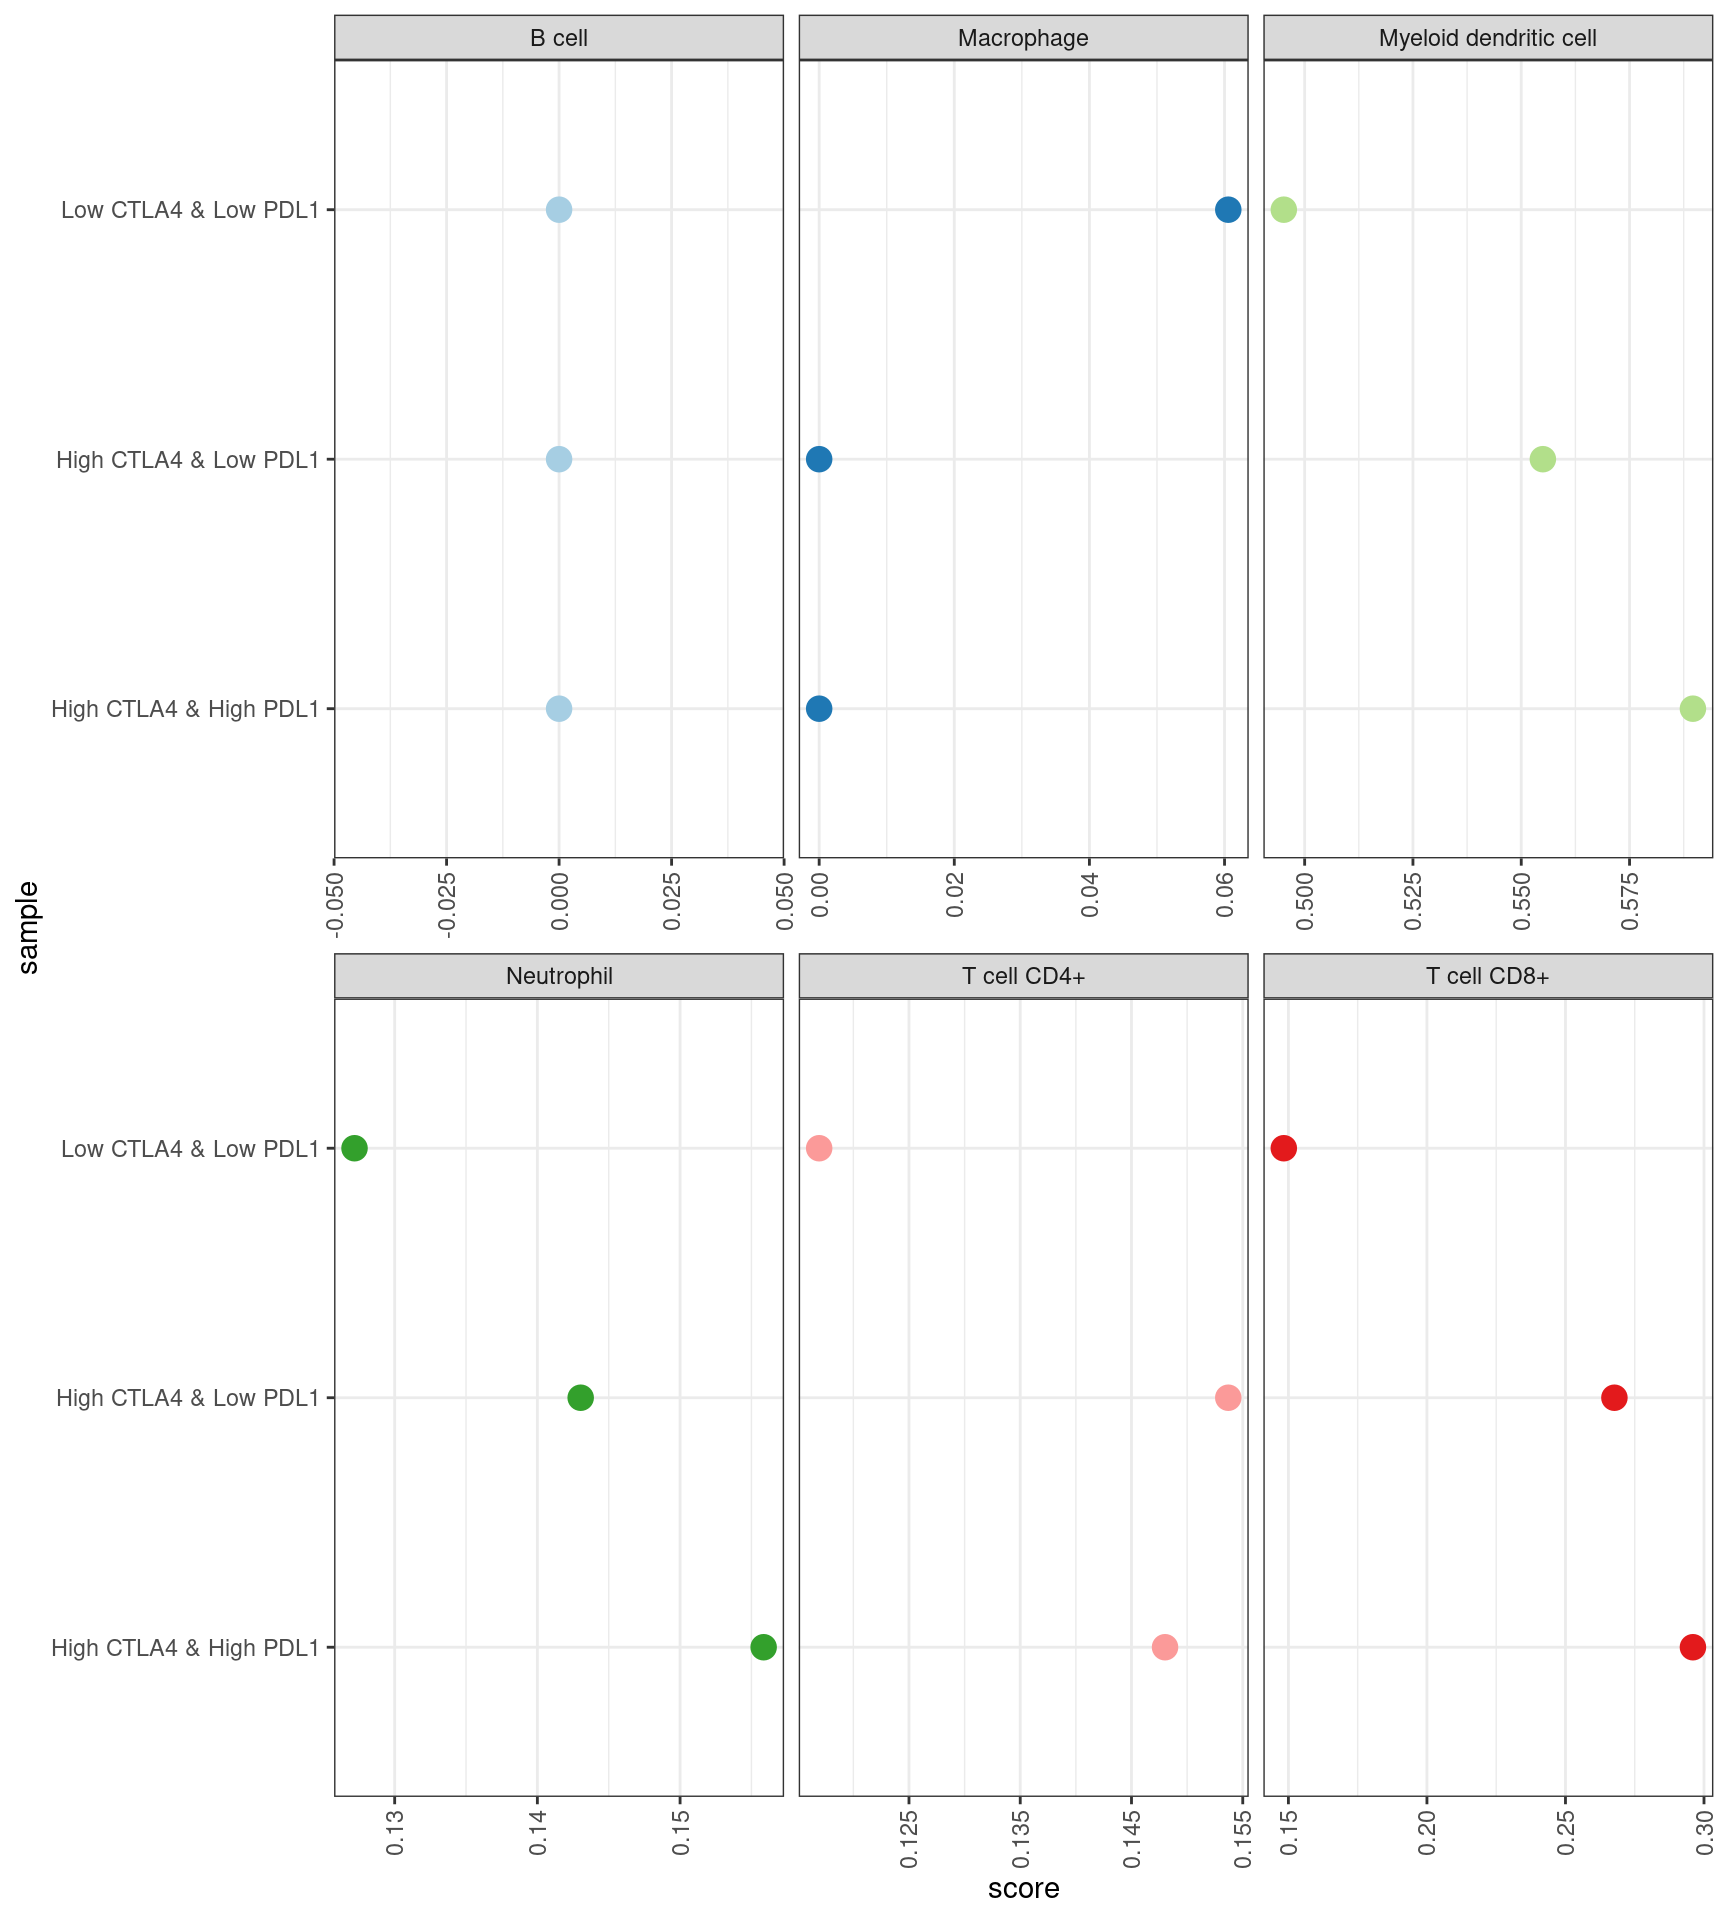 B cell
Macrophage
Myeloid dendritic cell
Low CTLA4 & Low PDL1
High CTLA4 & Low PDL1
High CTLA4 & High PDL1
-0.050 -0.025 0.000 0.025 0.050
0.00 0.02 0.04 0.06
0.500 0.525 0.550 0.575
sample
Neutrophil
T cell CD4+
T cell CD8+
Low CTLA4 & Low PDL1
High CTLA4 & Low PDL1
High CTLA4 & High PDL1
0.13 0.14 0.15
0.125 0.135 0.145 0.155
0.15 0.20 0.25 0.30
score